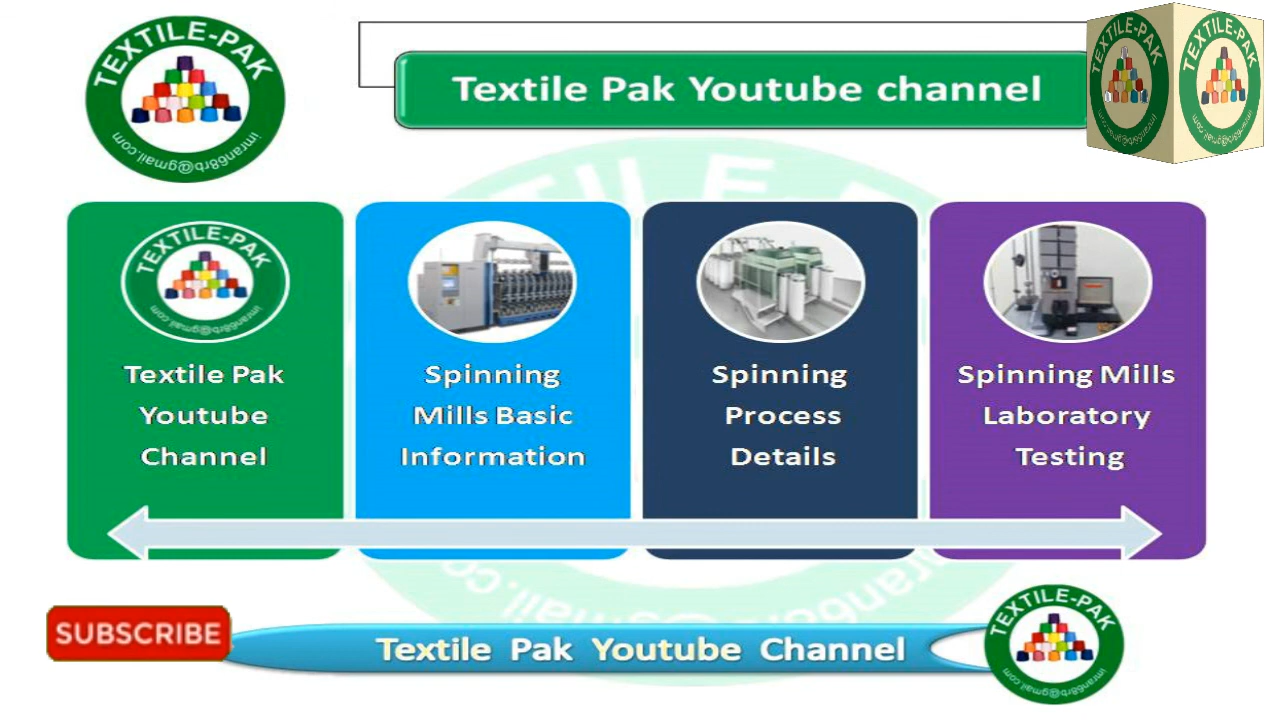 TEXTILE-PAK
imran68rb@gmail.com
Textile Pak Youtube channel
TEXTILE-PAK
TEXTILE-PAK
TEXTILE-PAK
Textile Pak
Youtube
Channel
Spinning
Mills Basic
Information
Spinning
Process
Details
Spinning Mills
Laboratory
Testing
SUBSCRIBE
Textile Pak Youtube Channel
TEXTILE-PAK